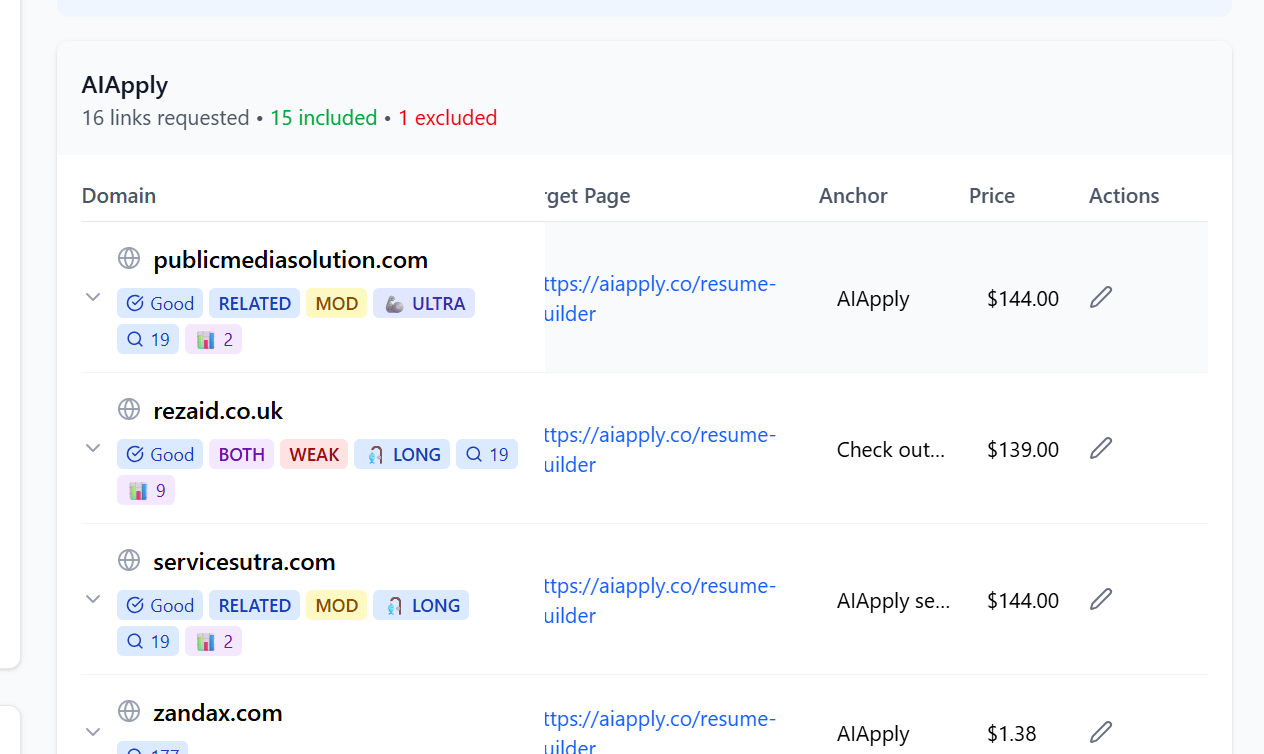 AIApply
16 links requested • 15 included • 1 excluded
Domain rget Page Anchor Price Actions
publicmediasolution.com
Good RELATED MOD ULTRA
19 2
ttps://aiapply.co/resume-
uilder
AIApply $144.00
rezaid.co.uk
Good BOTH WEAK LONG 19
9
ttps://aiapply.co/resume-
uilder
Check out... $139.00
servicesutra.com
Good RELATED MOD LONG
19 2
ttps://aiapply.co/resume-
uilder
AIApply se... $144.00
zandax.com
177
ttps://aiapply.co/resume-
uilder
AIApply $1.38